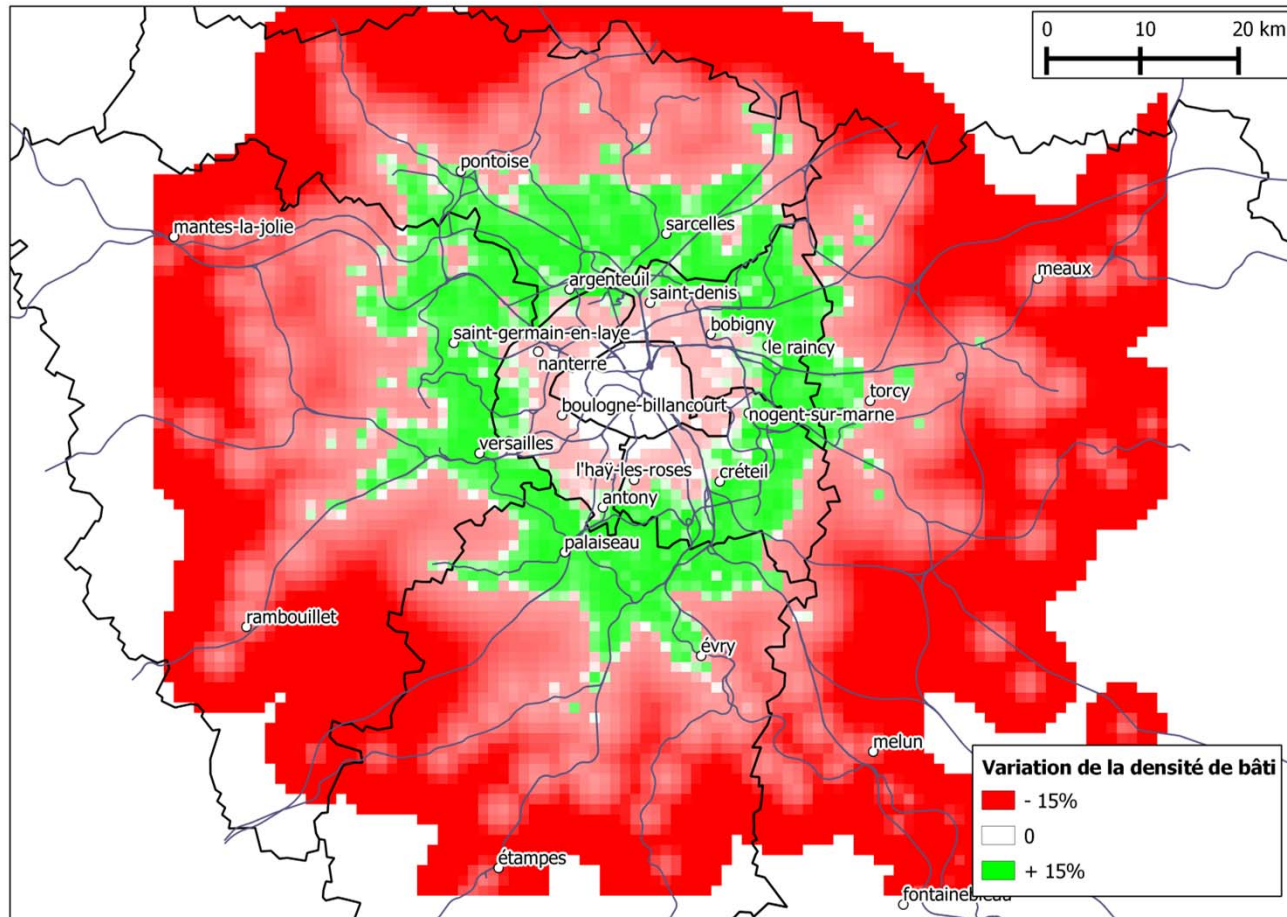 0 10 20 km
pontoise
mantes-la-jolie
sarcelles
meaux
argenteuil
saint-denis
bobigny
saint-germain-en-laye
le raincy
nanterre
torcy
boulogne-billancourt
nogent-sur-marne
versailles
l'haÿ-les-roses
créteil
antony
palaiseau
rambouillet
évry
melun
Variation de la densité de bâti
- 15%
0
+ 15%
étampes
fontainebleau